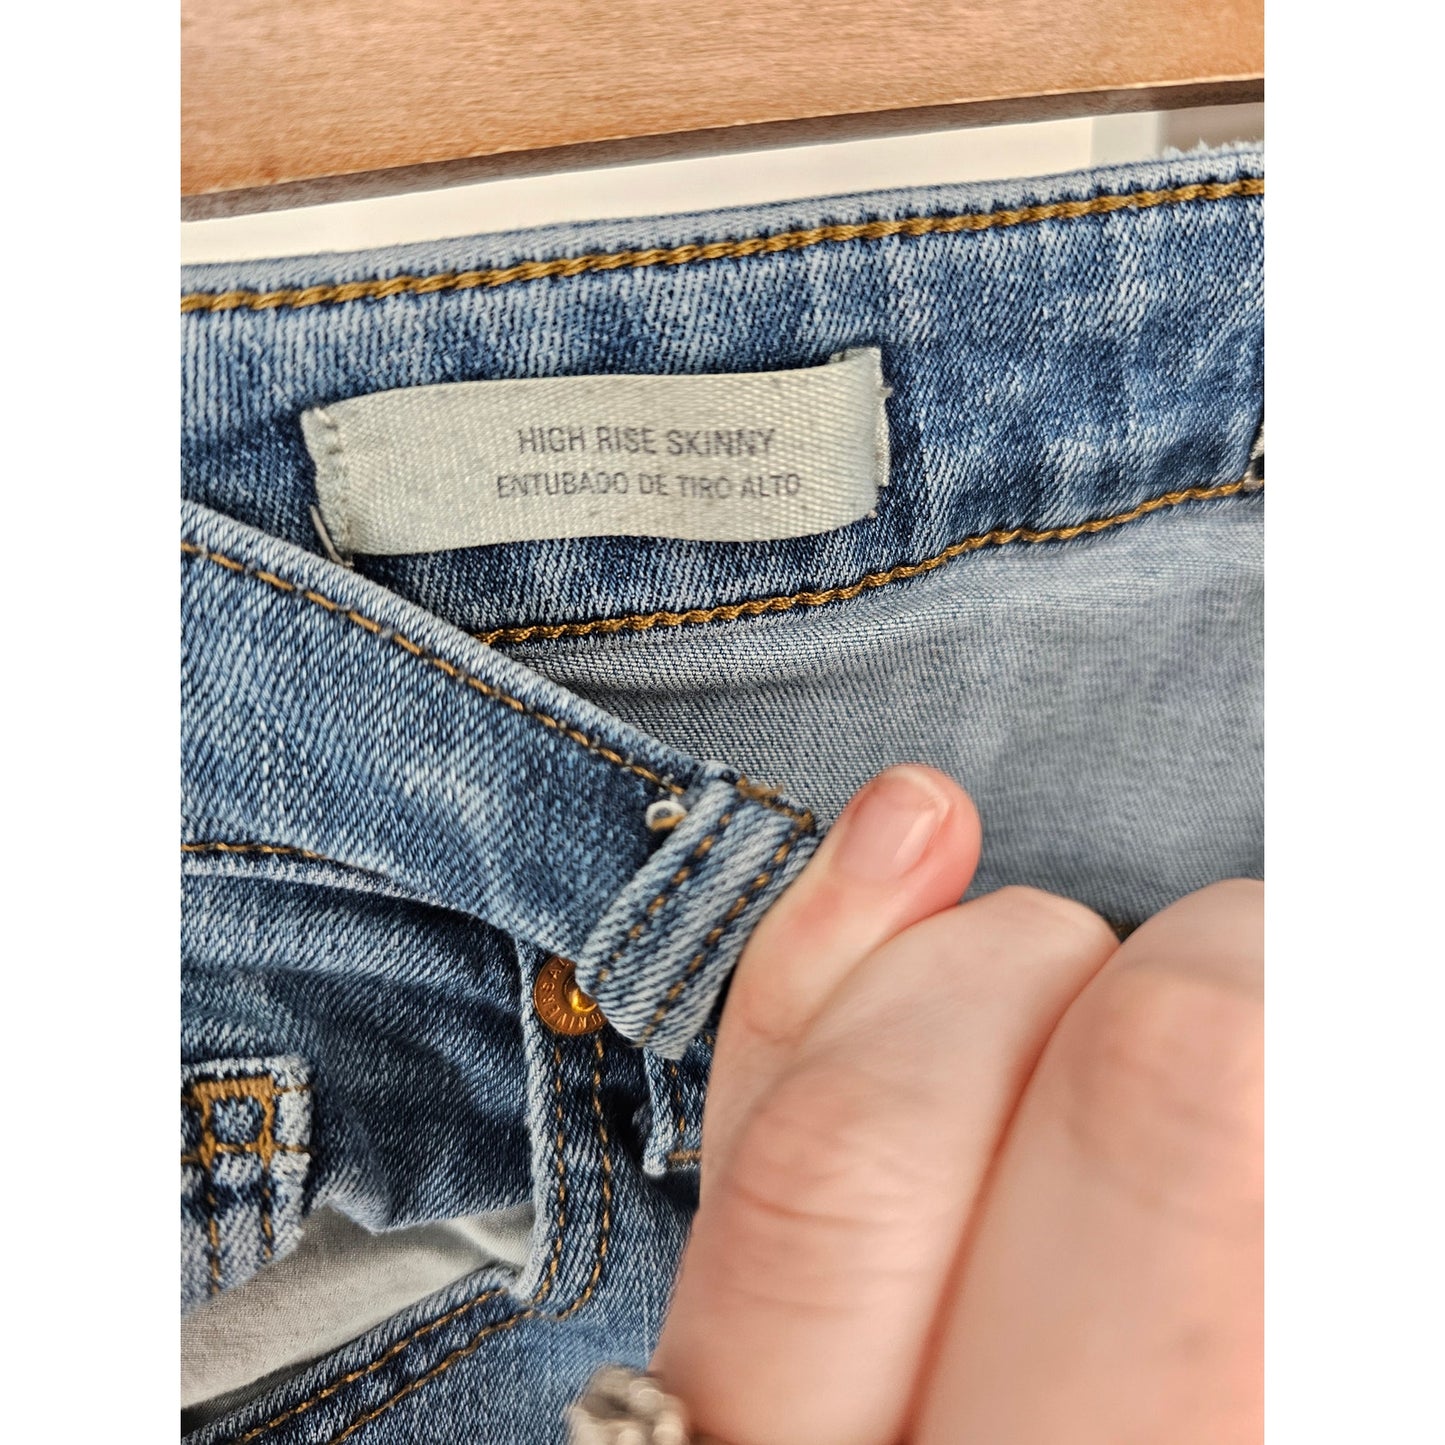 HIGH RISE SKINNY
ENTUBADO DE TIRO ALTO